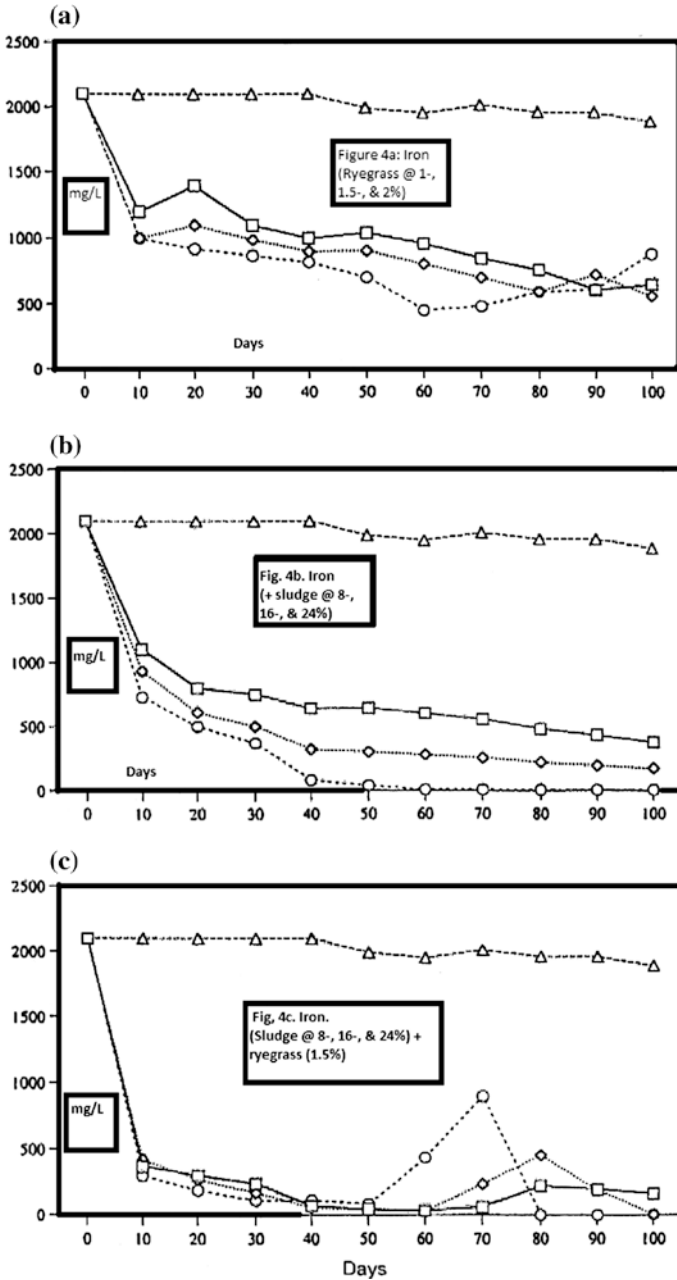 (a)
2500
2000
1500
1000
500
0
mg/L
Figure 4a: Iron
(Ryegrass @ 1-,
1.5-, & 2%)
Days
0 10 20 30 40 50 60 70 80 90 100
(b)
2500
2000
1500
1000
500
0
mg/L
Fig. 4b. Iron
(+ sludge @ 8-,
16-, & 24%)
Days
0 10 20 30 40 50 60 70 80 90 100
(c)
2500
2000
1500
1000
500
0
mg/L
Fig, 4c. Iron.
(Sludge @ 8-, 16-, & 24%) +
ryegrass (1.5%)
0 10 20 30 40 50 60 70 80 90 100
Days